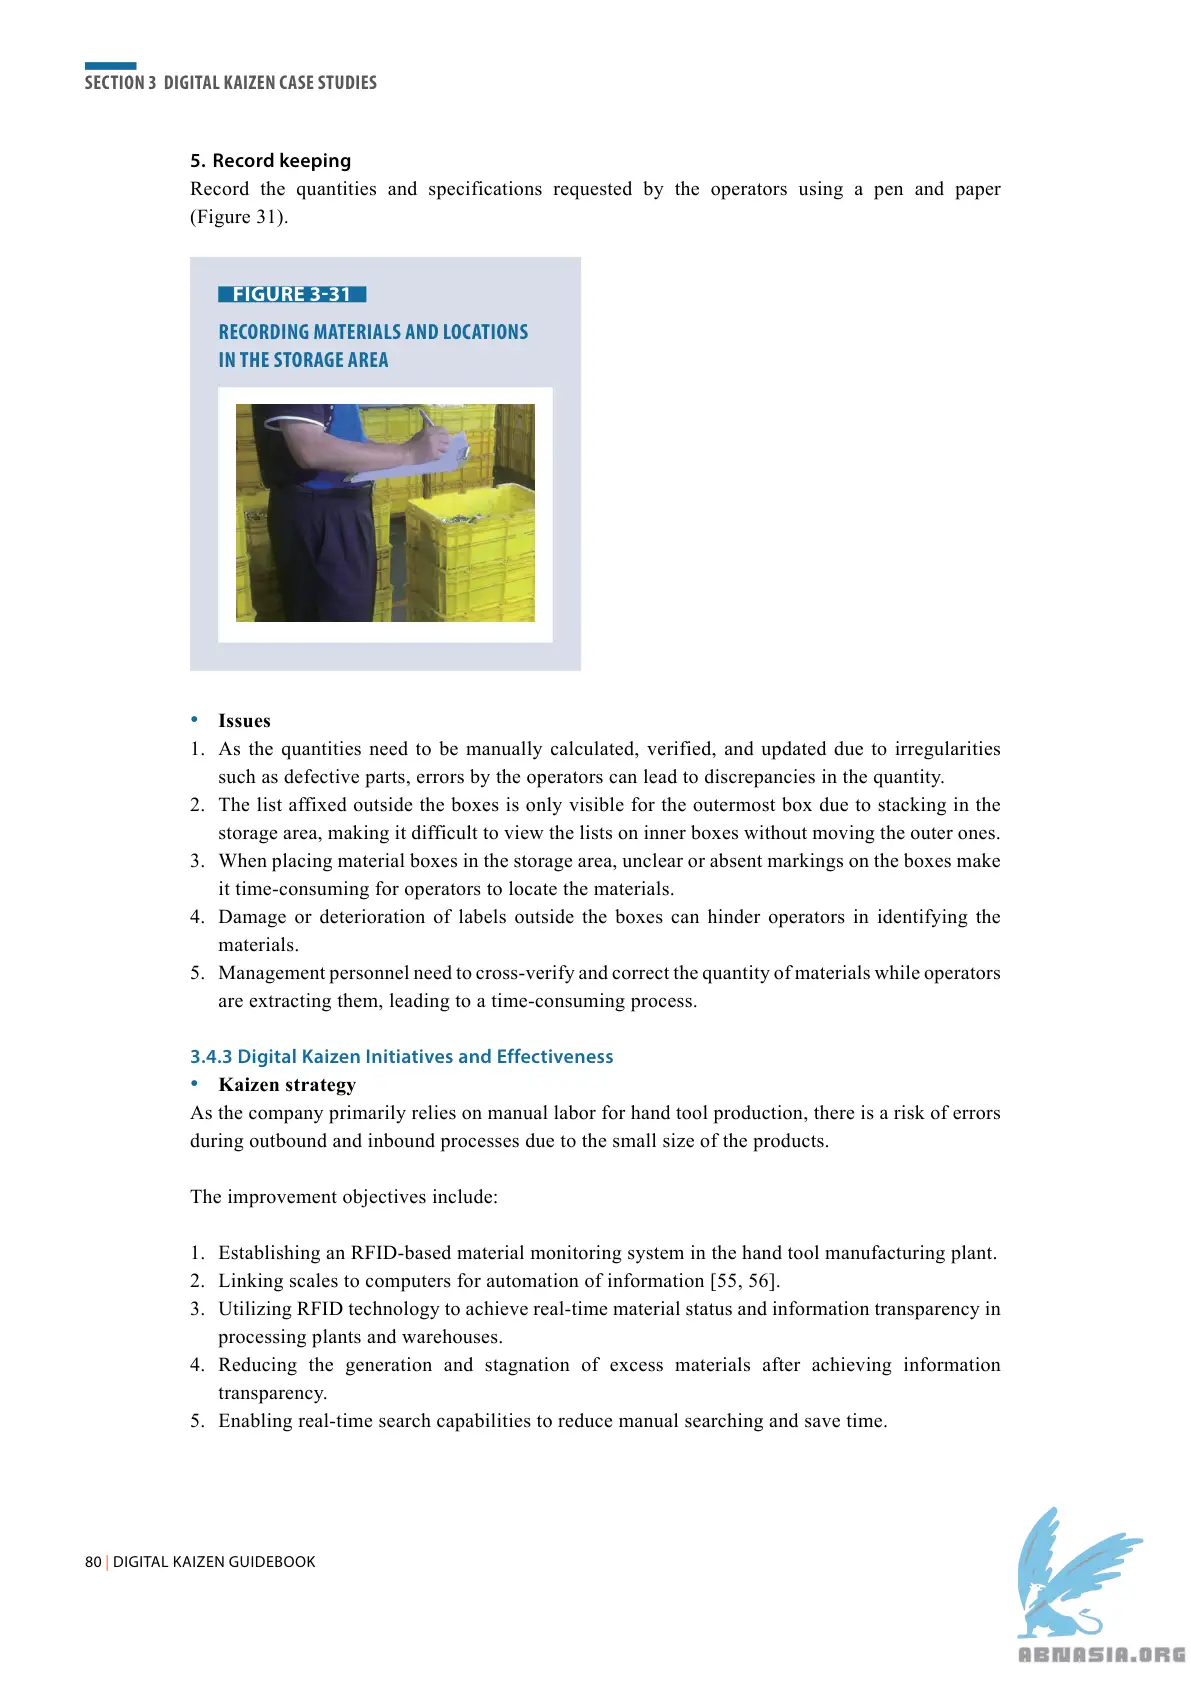 SECTION 3 DIGITAL KAIZEN CASE STUDIES
5. Record keeping
Record the quantities and specifications requested by the operators using a pen and paper
(Figure 31).
FIGURE 3-31
RECORDING MATERIALS AND LOCATIONS
IN THE STORAGE AREA
• Issues
1. As the quantities need to be manually calculated, verified, and updated due to irregularities
such as defective parts, errors by the operators can lead to discrepancies in the quantity.
2. The list affixed outside the boxes is only visible for the outermost box due to stacking in the
storage area, making it difficult to view the lists on inner boxes without moving the outer ones.
3. When placing material boxes in the storage area, unclear or absent markings on the boxes make
it time-consuming for operators to locate the materials.
4. Damage or deterioration of labels outside the boxes can hinder operators in identifying the
materials.
5. Management personnel need to cross-verify and correct the quantity of materials while operators
are extracting them, leading to a time-consuming process.
3.4.3 Digital Kaizen Initiatives and Effectiveness
• Kaizen strategy
As the company primarily relies on manual labor for hand tool production, there is a risk of errors
during outbound and inbound processes due to the small size of the products.
The improvement objectives include:
1. Establishing an RFID-based material monitoring system in the hand tool manufacturing plant.
2. Linking scales to computers for automation of information [55, 56].
3. Utilizing RFID technology to achieve real-time material status and information transparency in
processing plants and warehouses.
4. Reducing the generation and stagnation of excess materials after achieving information
transparency.
5. Enabling real-time search capabilities to reduce manual searching and save time.
80 | DIGITAL KAIZEN GUIDEBOOK
ABNASIA.ORG